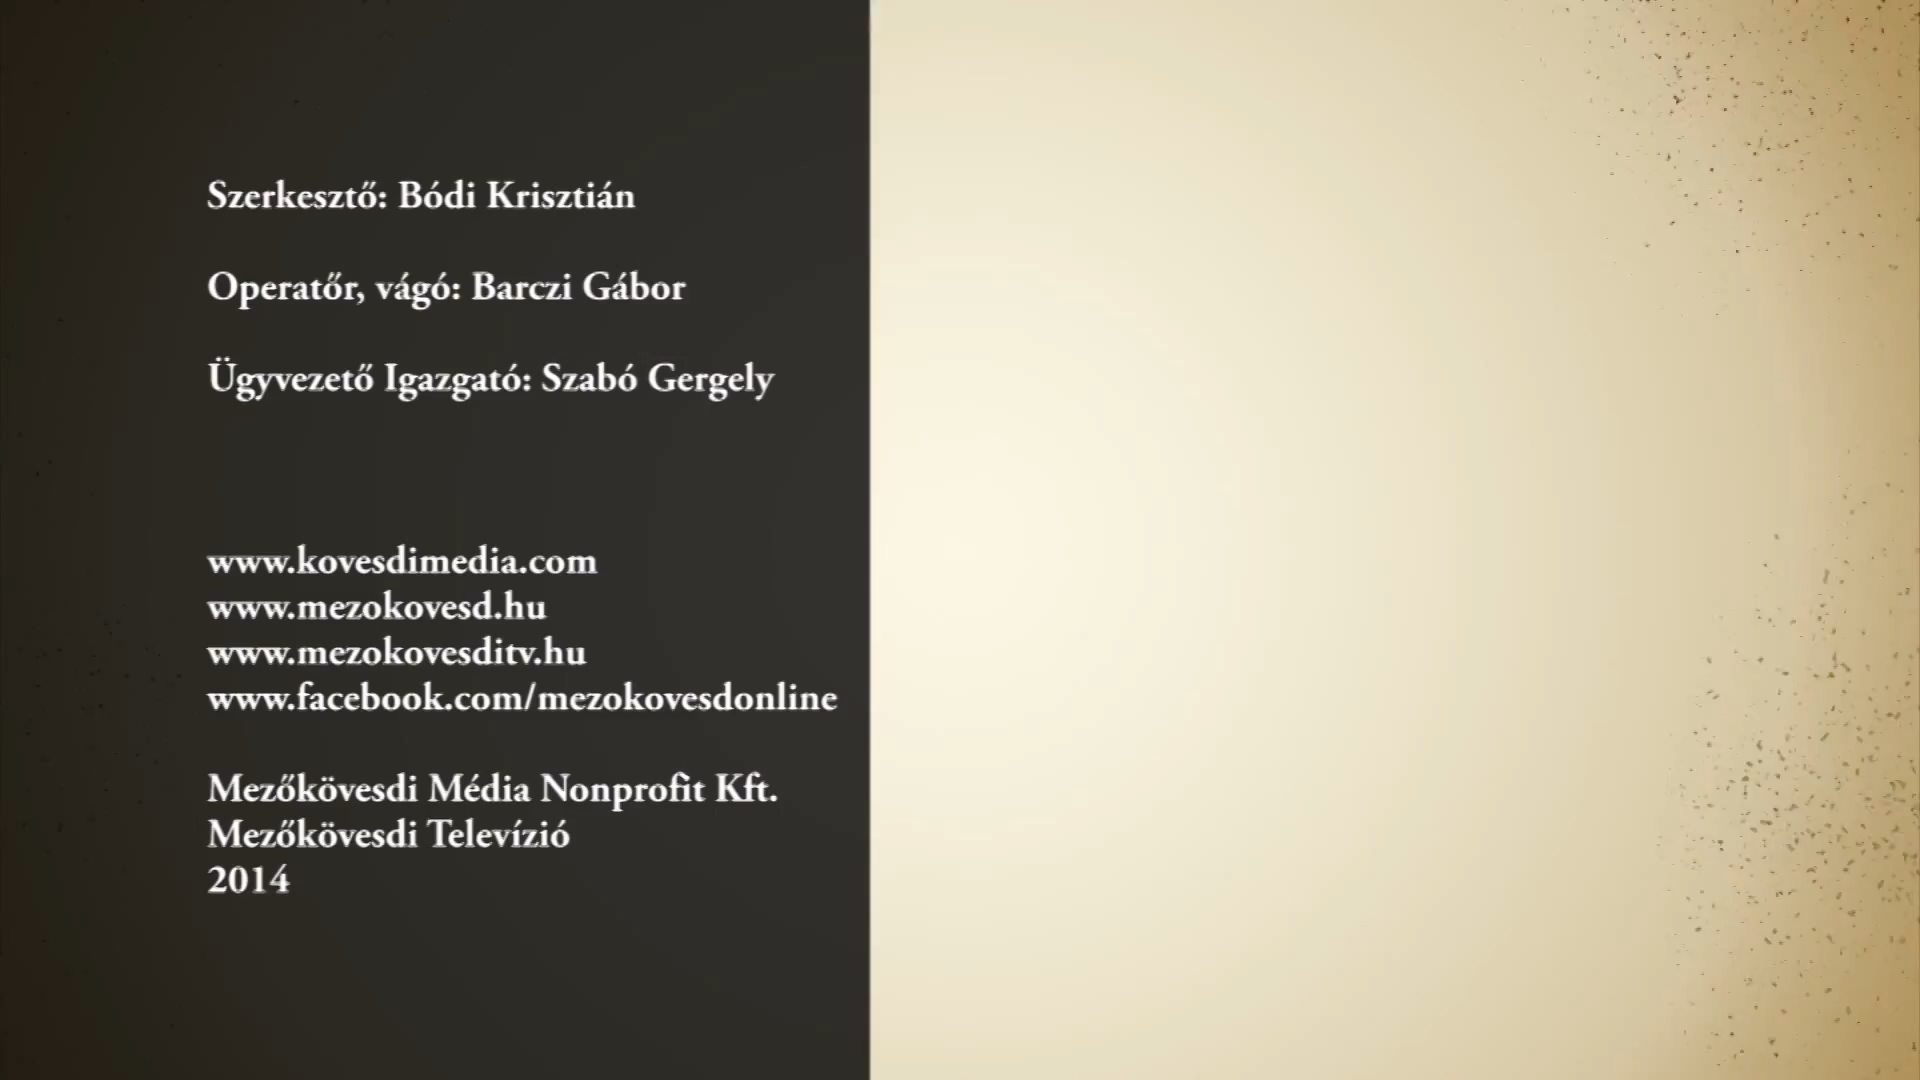 Szerkesztő: Bódi Krisztián
Operatőr, vágó: Barczi Gábor
Ügyvezető Igazgató: Szabó Gergely
www.kovesdimedia.com
www.mezokovesd.hu
www.mezokovesditv.hu
www.facebook.com/mezokovesdonline
Mezőkövesdi Média Nonprofit Kft.
Mezőkövesdi Televízió
2014